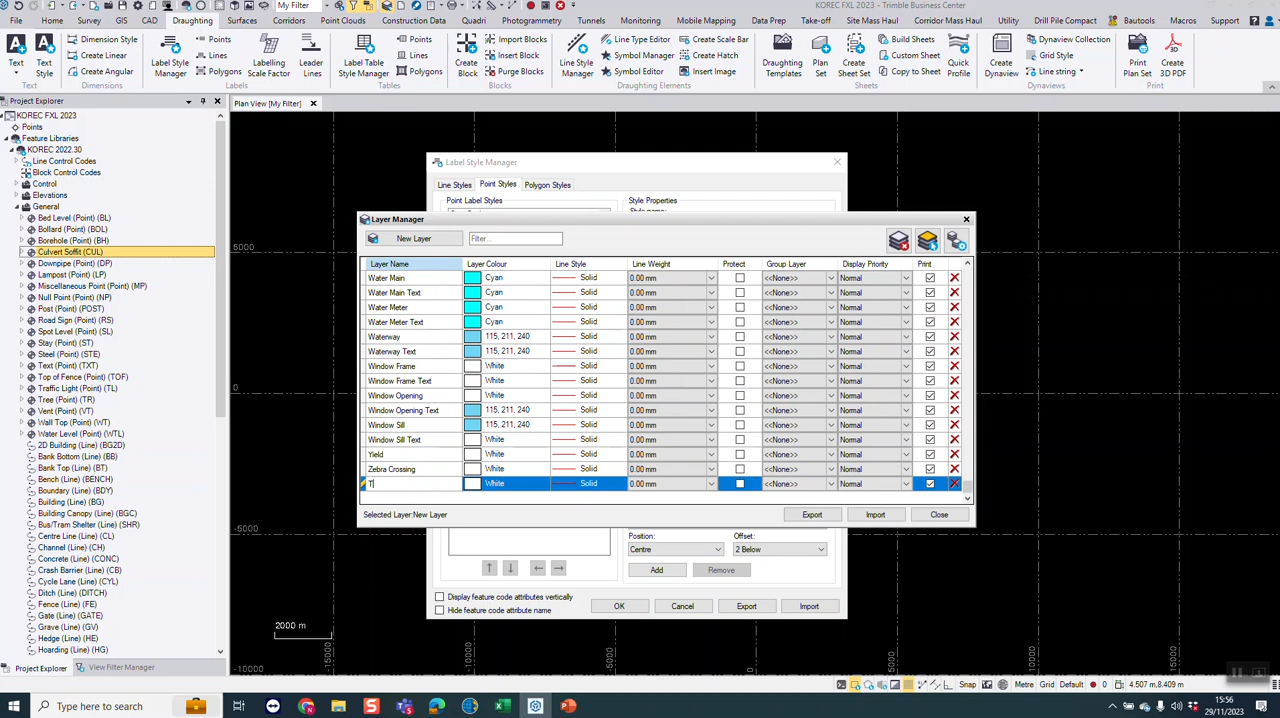 My Filter
KOREC FXL 2023 - Trimble Business Center
File Home Survey GIS CAD Draughting Surfaces Corridors Point Clouds Construction Data Quadri Tunnels Photogrammetry Monitoring Mobile Mapping Data Prep Take-off Site Mass Haul Corridor Mass Haul Utility Drill Pile Compact Bautools Macros Support
Dimension Style Points Points Import Blocks Line Type Editor Create Scale Bar Build Sheets Dynaview Collection
Create Linear Lines Lines Insert Block Symbol Manager Create Hatch Custom Sheet Grid Style
Create Angular Polygons Polygons Purge Blocks Symbol Editor Insert Image Copy to Sheet Line string
Text Text Style Label Style Manager Labelling Scale Factor Leader Lines Label Table Style Manager Create Block Line Style Manager Draughting Templates Plan Set Create Sheet Set Quick Profile Create Dynaview Print Plan Set Create 3D PDF
Text Dimensions Labels Tables Blocks Draughting Elements Sheets Dynaviews Print
Project Explorer
Plan View [My Filter]
KOREC FXL 2023
Points
Feature Libraries
KOREC 2022.30
Line Control Codes
Block Control Codes
Control
Elevations
General
Bed Level (Point) (BL)
Bollard (Point) (BOL)
Borehole (Point) (BH)
Culvert Soffit (Point) (CUL)
Downpipe (Point) (DP)
Lampost (Point) (LP)
Miscellaneous Point (Point) (MP)
Null Point (Point) (NP)
Post (Point) (POST)
Road Sign (Point) (RS)
Spot Level (Point) (SL)
Stay (Point) (ST)
Steel (Point) (STE)
Text (Point) (TXT)
Top of Fence (Point) (TOF)
Traffic Light (Point) (TL)
Tree (Point) (TR)
Vent (Point) (VT)
Wall Top (Point) (WT)
Water Level (Point) (WTL)
2D Building (Line) (BG2D)
Bank Bottom (Line) (BB)
Bank Top (Line) (BT)
Bench (Line) (BENCH)
Boundary (Line) (BDY)
Building (Line) (BG)
Building Canopy (Line) (BGC)
Bus/Tram Shelter (Line) (SHR)
Centre Line (Line) (CL)
Channel (Line) (CH)
Concrete (Line) (CONC)
Crash Barrier (Line) (CB)
Cycle Lane (Line) (CYL)
Ditch (Line) (DITCH)
Fence (Line) (FE)
Gate (Line) (GATE)
Grave (Line) (GV)
Hedge (Line) (HE)
Hoarding (Line) (HG)
Project Explorer View Filter Manager
5000
0
-5000
-10000
2000 m
-15000
-10000
-5000
0
5000
10000
15000
Label Style Manager
Line Styles Point Styles Polygon Styles
Point Label Styles Style Properties
Style name:
Layer Manager
New Layer Filter...
Layer Name Layer Colour Line Style Line Weight Protect Group Layer Display Priority Print
Water Main Cyan Solid 0.00 mm <<None>> Normal
Water Main Text Cyan Solid 0.00 mm <<None>> Normal
Water Meter Cyan Solid 0.00 mm <<None>> Normal
Water Meter Text Cyan Solid 0.00 mm <<None>> Normal
Waterway 115, 211, 240 Solid 0.00 mm <<None>> Normal
Waterway Text 115, 211, 240 Solid 0.00 mm <<None>> Normal
Window Frame White Solid 0.00 mm <<None>> Normal
Window Frame Text White Solid 0.00 mm <<None>> Normal
Window Opening White Solid 0.00 mm <<None>> Normal
Window Opening Text 115, 211, 240 Solid 0.00 mm <<None>> Normal
Window Sill 115, 211, 240 Solid 0.00 mm <<None>> Normal
Window Sill Text White Solid 0.00 mm <<None>> Normal
Yield White Solid 0.00 mm <<None>> Normal
Zebra Crossing White Solid 0.00 mm <<None>> Normal
T White Solid 0.00 mm <<None>> Normal
Selected Layer:New Layer Export Import Close
Position: Offset:
Centre 2 Below
Add Remove
Display feature code attributes vertically
Hide feature code attribute name
OK Cancel Export Import
Snap Metre Grid Default 0 4.507 m,8.409 m
Type here to search
15:56
29/11/2023